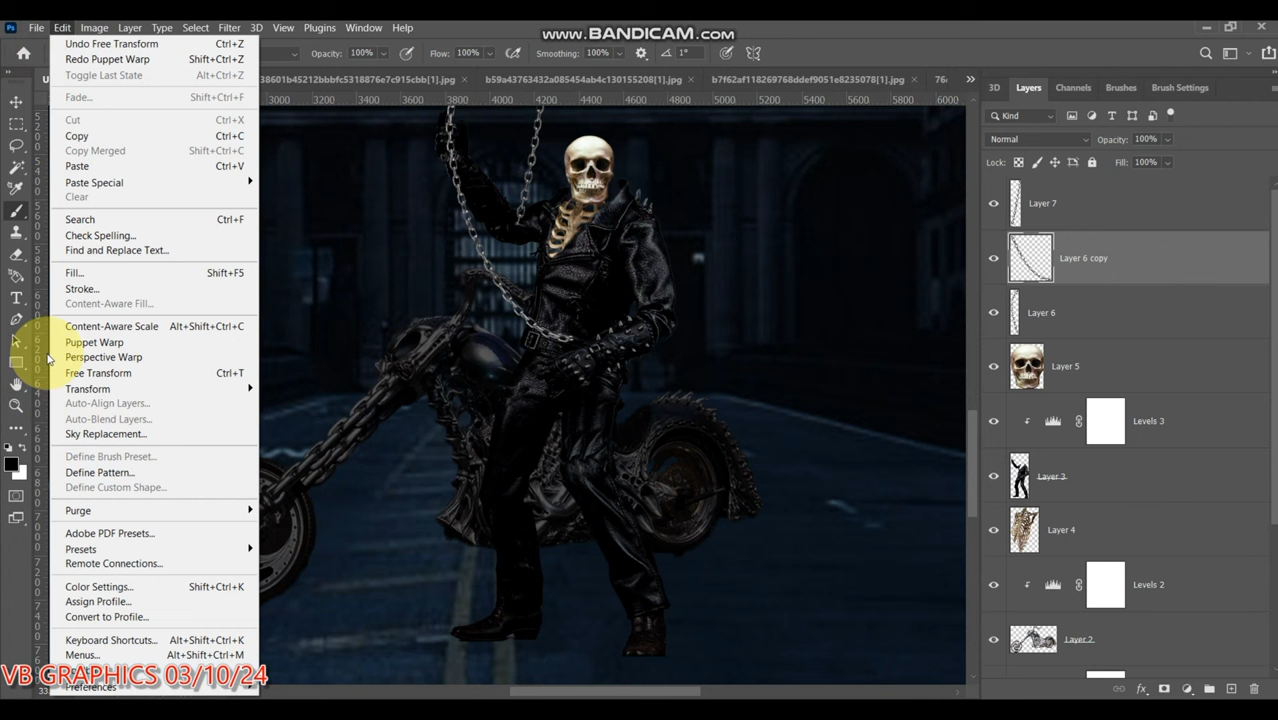 www.BANDICAM.com
Ps File Edit Image Layer Type Select Filter 3D View Plugins Window Help
Opacity: 100% Flow: 100% Smoothing: 100% 1°
38601b45212bbbfc5318876e7c915cbb[1].jpg × b59a43763432a085454ab4c130155208[1].jpg × b7f62af118269768ddef9051e8235078[1].jpg × 76
3000 3200 3400 3600 3800 4000 4200 4400 4600 4800 5000 5200 5400 5600 5800 6000
Undo Free Transform Ctrl+Z
Redo Puppet Warp Shift+Ctrl+Z
Toggle Last State Alt+Ctrl+Z
Fade... Shift+Ctrl+F
Cut Ctrl+X
Copy Ctrl+C
Copy Merged Shift+Ctrl+C
Paste Ctrl+V
Paste Special
Clear
Search Ctrl+F
Check Spelling...
Find and Replace Text...
Fill... Shift+F5
Stroke...
Content-Aware Fill...
Content-Aware Scale Alt+Shift+Ctrl+C
Puppet Warp
Perspective Warp
Free Transform Ctrl+T
Transform
Auto-Align Layers...
Auto-Blend Layers...
Sky Replacement...
Define Brush Preset...
Define Pattern...
Define Custom Shape...
Purge
Adobe PDF Presets...
Presets
Remote Connections...
Color Settings... Shift+Ctrl+K
Assign Profile...
Convert to Profile...
Keyboard Shortcuts... Alt+Shift+Ctrl+K
Menus... Alt+Shift+Ctrl+M
Preferences
VB GRAPHICS 03/10/24
3D Layers Channels Brushes Brush Settings
Kind
Normal Opacity: 100%
Lock: Fill: 100%
Layer 7
Layer 6 copy
Layer 6
Layer 5
Levels 3
Layer 3
Layer 4
Levels 2
Layer 2